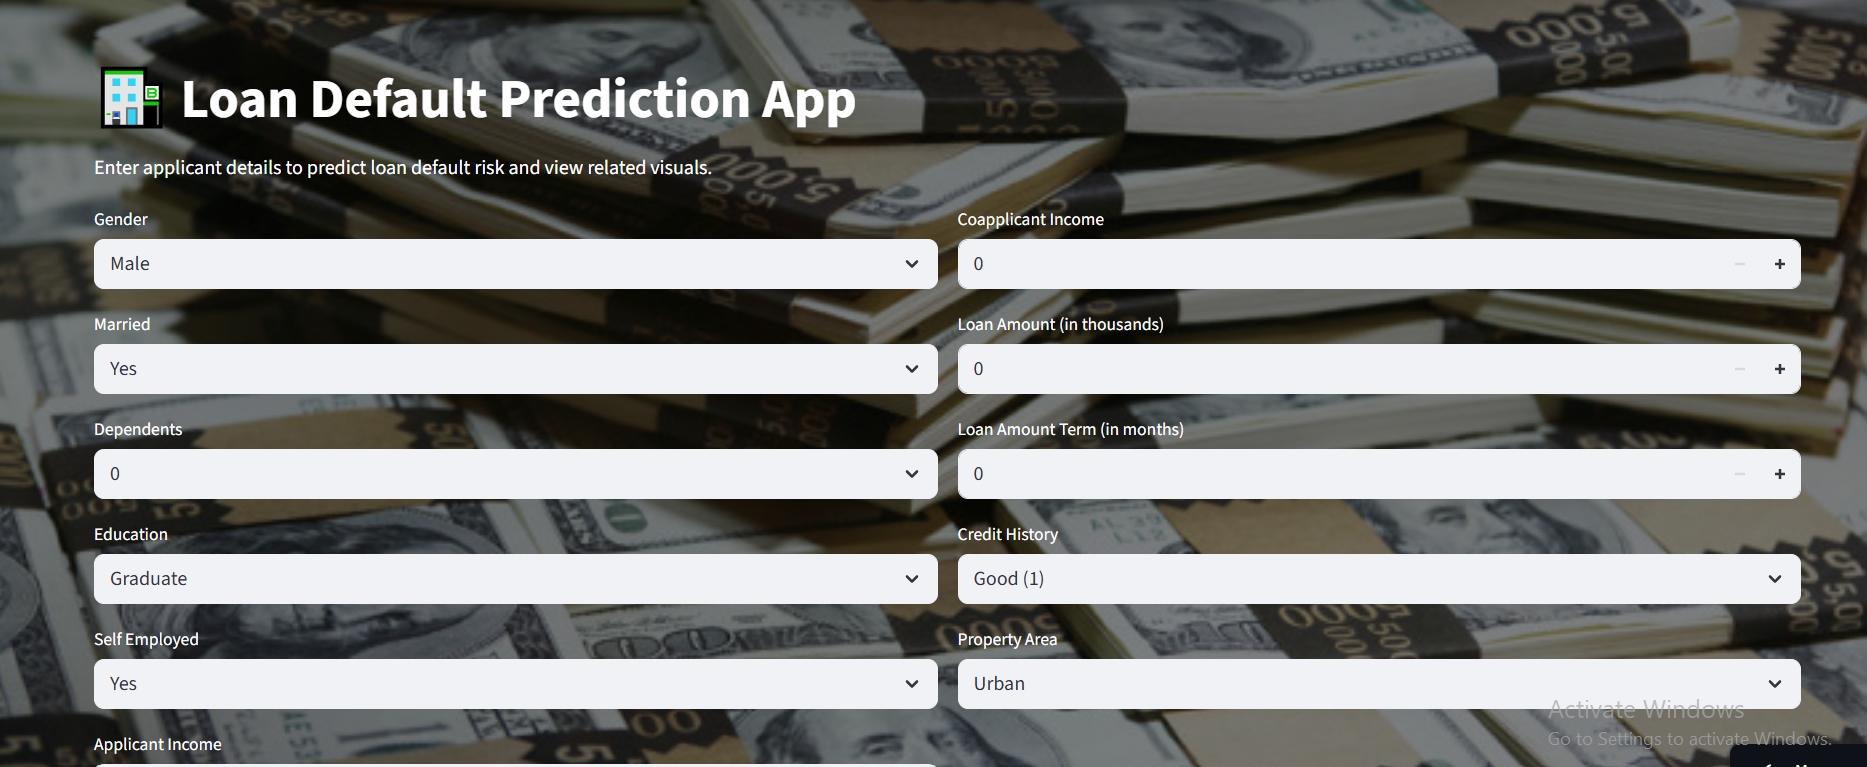 Loan Default Prediction App
Enter applicant details to predict loan default risk and view related visuals.
Gender
Male
Married
Yes
Dependents
0
Education
Graduate
Self Employed
Yes
Applicant Income
Coapplicant Income
0
Loan Amount (in thousands)
0
Loan Amount Term (in months)
0
Credit History
Good (1)
Property Area
Urban
Activate Windows
Go to Settings to activate Windows.